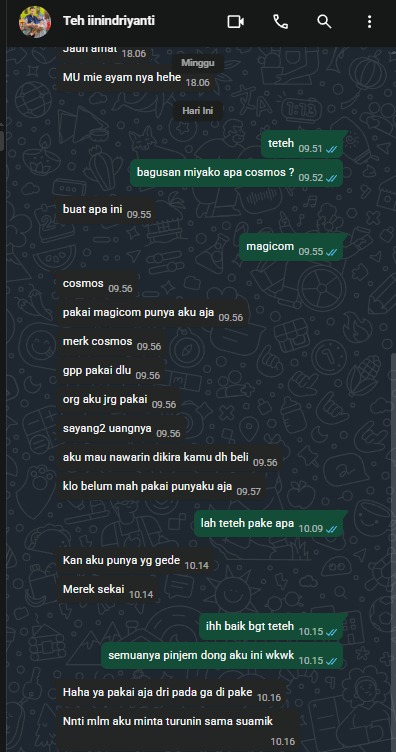 Teh iinindriyanti
Jauh amat 18.06
Minggu
MU mie ayam nya hehe 18.06
Hari Ini
teteh 09.51
bagusan miyako apa cosmos ? 09.52
buat apa ini 09.55
magicom 09.55
cosmos 09.56
pakai magicom punya aku aja 09.56
merk cosmos 09.56
gpp pakai dlu 09.56
org aku jrg pakai 09.56
sayang2 uangnya 09.56
aku mau nawarin dikira kamu dh beli 09.56
klo belum mah pakai punyaku aja 09.57
lah teteh pake apa 10.09
Kan aku punya yg gede 10.14
Merek sekai 10.14
ihh baik bgt teteh 10.15
semuanya pinjem dong aku ini wkwk 10.15
Haha ya pakai aja dri pada ga di pake 10.16
Nnti mlm aku minta turunin sama suamik
10.16